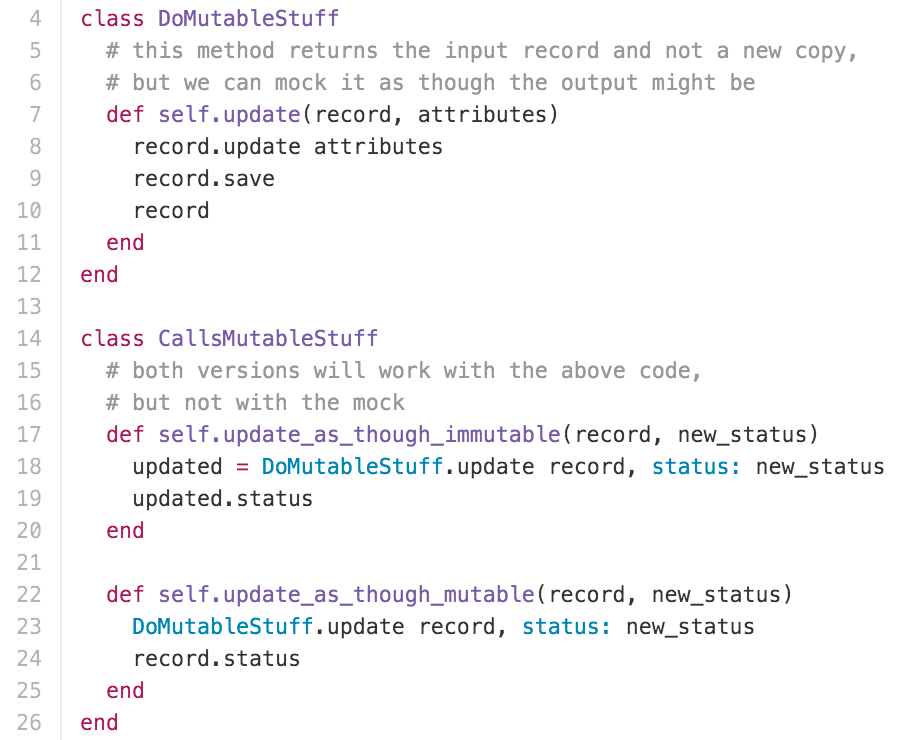 4 class DoMutableStuff
5   # this method returns the input record and not a new copy,
6   # but we can mock it as though the output might be
7   def self.update(record, attributes)
8     record.update attributes
9     record.save
10     record
11   end
12 end
13
14 class CallsMutableStuff
15   # both versions will work with the above code,
16   # but not with the mock
17   def self.update_as_though_immutable(record, new_status)
18     updated = DoMutableStuff.update record, status: new_status
19     updated.status
20   end
21
22   def self.update_as_though_mutable(record, new_status)
23     DoMutableStuff.update record, status: new_status
24     record.status
25   end
26 end